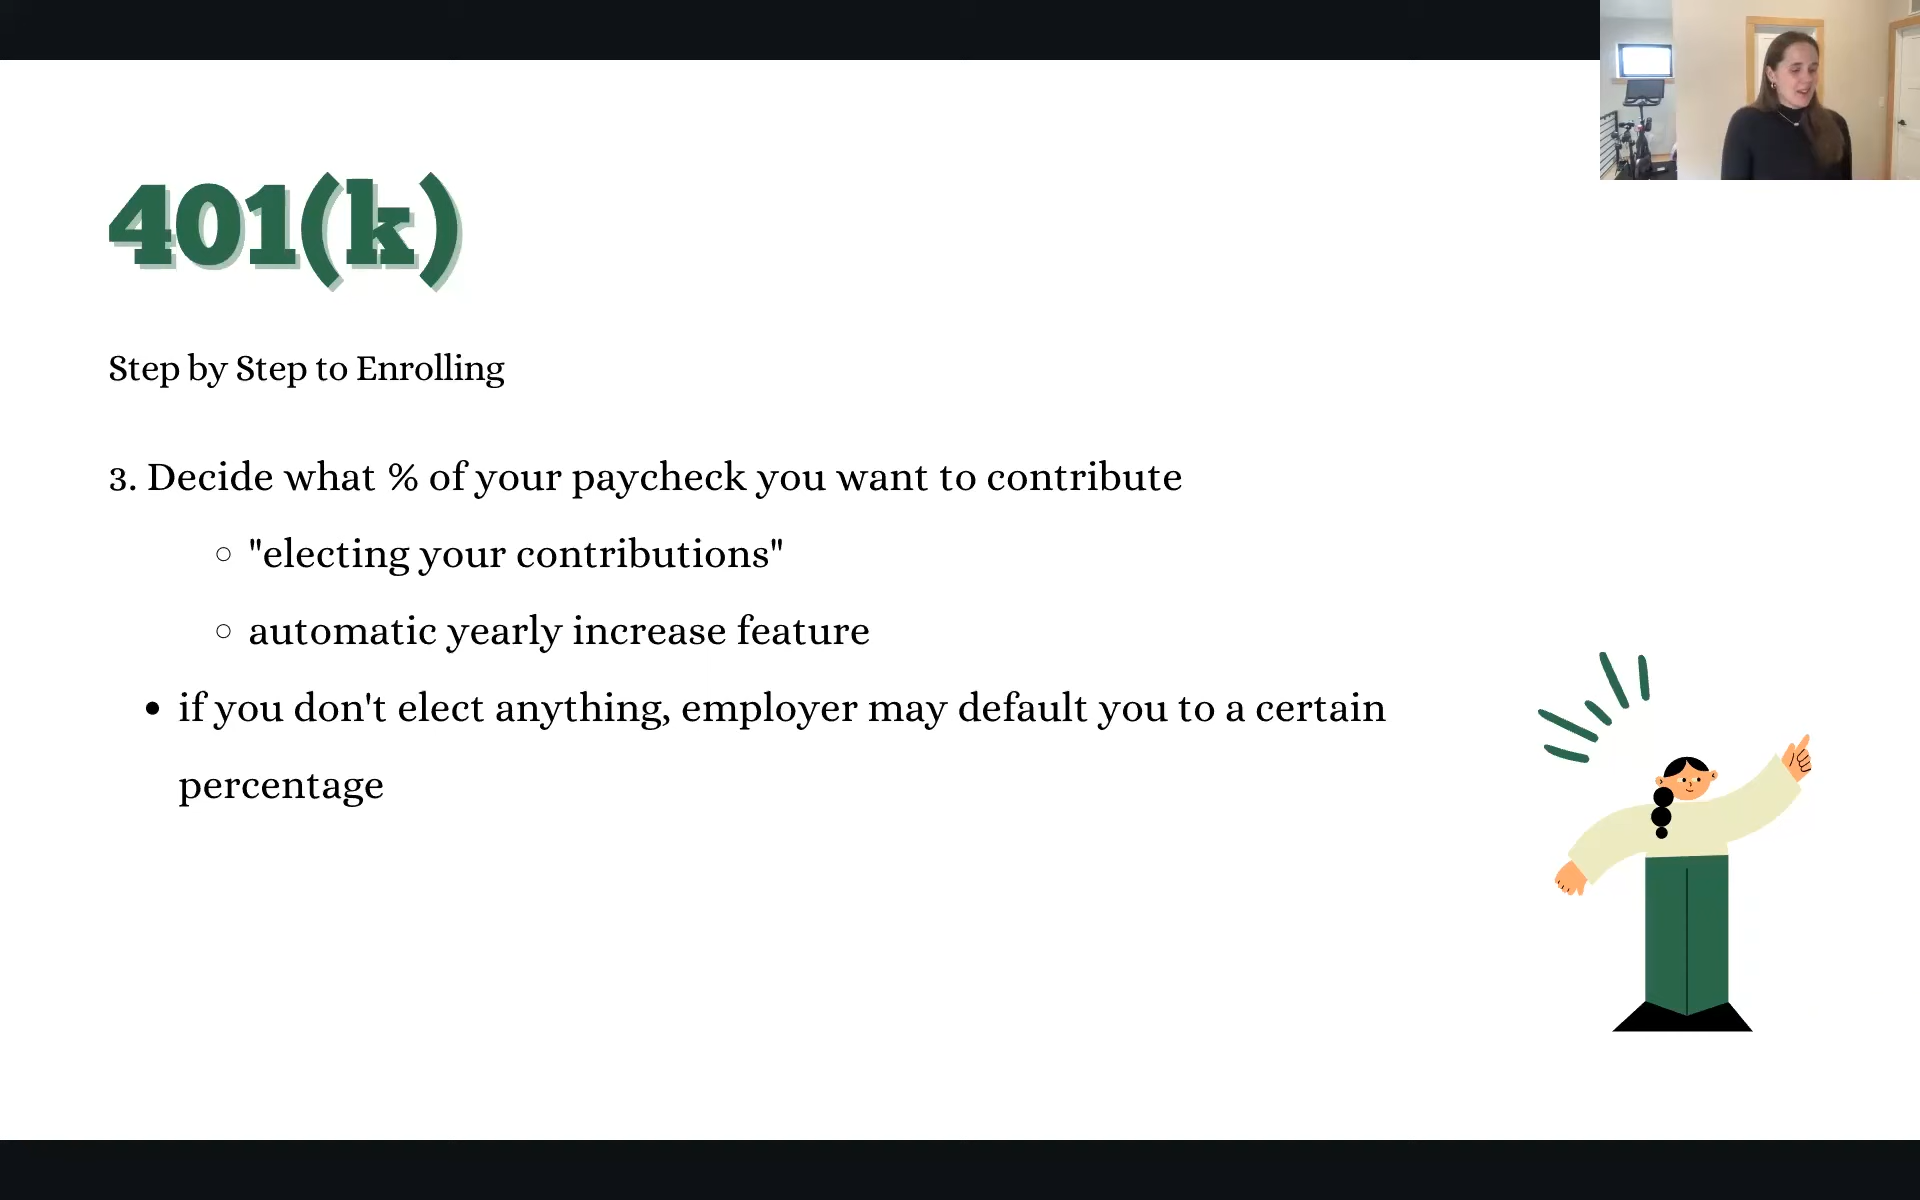 401(k)
Step by Step to Enrolling
3. Decide what % of your paycheck you want to contribute
"electing your contributions"
automatic yearly increase feature
if you don't elect anything, employer may default you to a certain
percentage